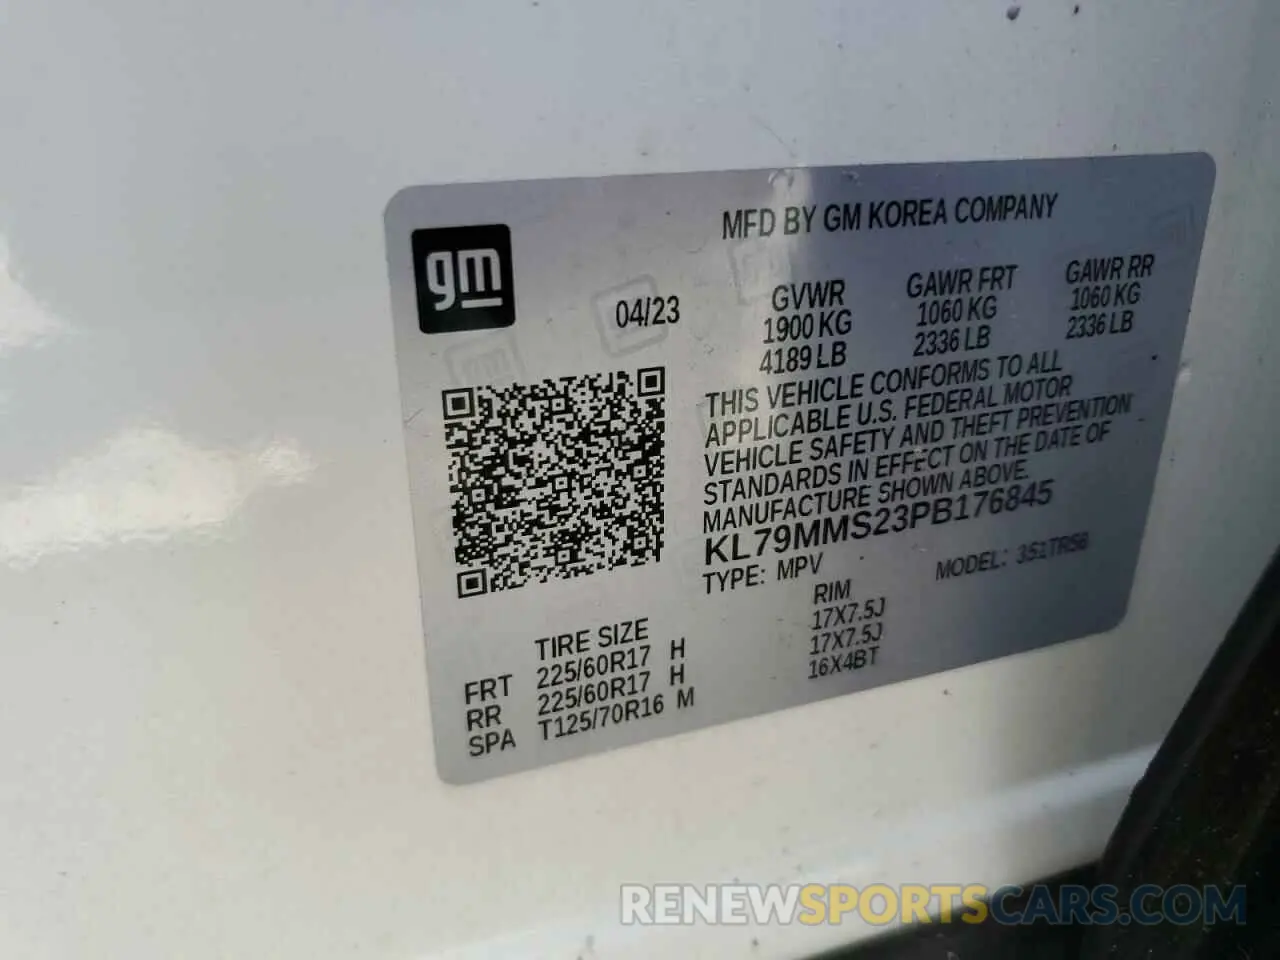 MFD BY GM KOREA COMPANY
gm
04/23
GVWR GAWR FRT GAWR RR
1900 KG 1060 KG 1060 KG
4189 LB 2336 LB 2336 LB
THIS VEHICLE CONFORMS TO ALL
APPLICABLE U.S. FEDERAL MOTOR
VEHICLE SAFETY AND THEFT PREVENTION
STANDARDS IN EFFECT ON THE DATE OF
MANUFACTURE SHOWN ABOVE.
KL79MMS23PB176845
TYPE: MPV MODEL: 351TR56
TIRE SIZE RIM
FRT 225/60R17 H 17X7.5J
RR 225/60R17 H 17X7.5J
SPA T125/70R16 M 16X4BT
RENEWSPORTSCARS.COM